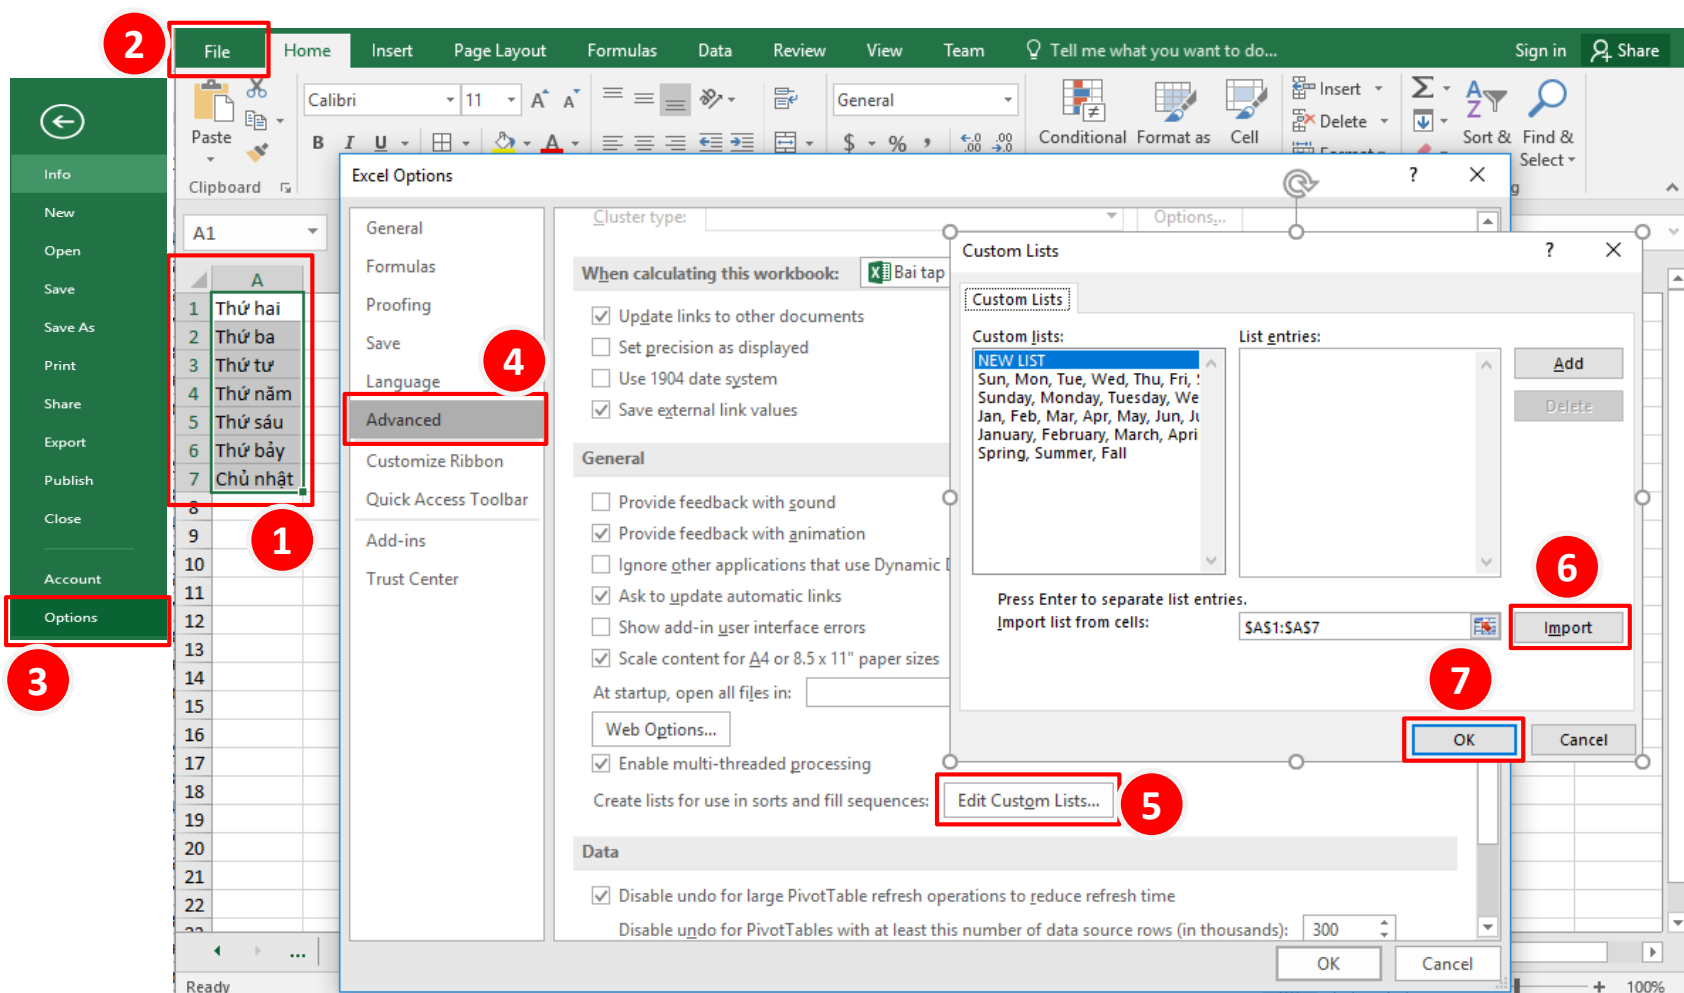 2
File Home Insert Page Layout Formulas Data Review View Team Tell me what you want to do... Sign in Share
Info
New
Open
Save
Save As
Print
Share
Export
Publish
Close
Account
Options
3
Paste
Clipboard
Calibri 11
B I U
General
$ %
Conditional Format as Cell
Insert
Delete
Sort & Find &
Select
A1
A
1 Thứ hai
2 Thứ ba
3 Thứ tư
4 Thứ năm
5 Thứ sáu
6 Thứ bảy
7 Chủ nhật
8
9
10
11
12
13
14
15
16
17
18
19
20
21
22
1
...
Ready
Excel Options ?
General
Formulas
Proofing
Save
Language
Advanced
Customize Ribbon
Quick Access Toolbar
Add-ins
Trust Center
4
Cluster type: Options...
When calculating this workbook: Bai tap
Update links to other documents
Set precision as displayed
Use 1904 date system
Save external link values
General
Provide feedback with sound
Provide feedback with animation
Ignore other applications that use Dynamic
Ask to update automatic links
Show add-in user interface errors
Scale content for A4 or 8.5 x 11" paper sizes
At startup, open all files in:
Web Options...
Enable multi-threaded processing
Create lists for use in sorts and fill sequences: Edit Custom Lists...
5
Data
Disable undo for large PivotTable refresh operations to reduce refresh time
Disable undo for PivotTables with at least this number of data source rows (in thousands): 300
OK Cancel
Custom Lists ?
Custom Lists
Custom lists: List entries:
NEW LIST
Sun, Mon, Tue, Wed, Thu, Fri,
Sunday, Monday, Tuesday, We
Jan, Feb, Mar, Apr, May, Jun, Ju
January, February, March, Apri
Spring, Summer, Fall
Add
Delete
6
Press Enter to separate list entries.
Import list from cells: $A$1:$A$7 Import
7
OK Cancel
100%